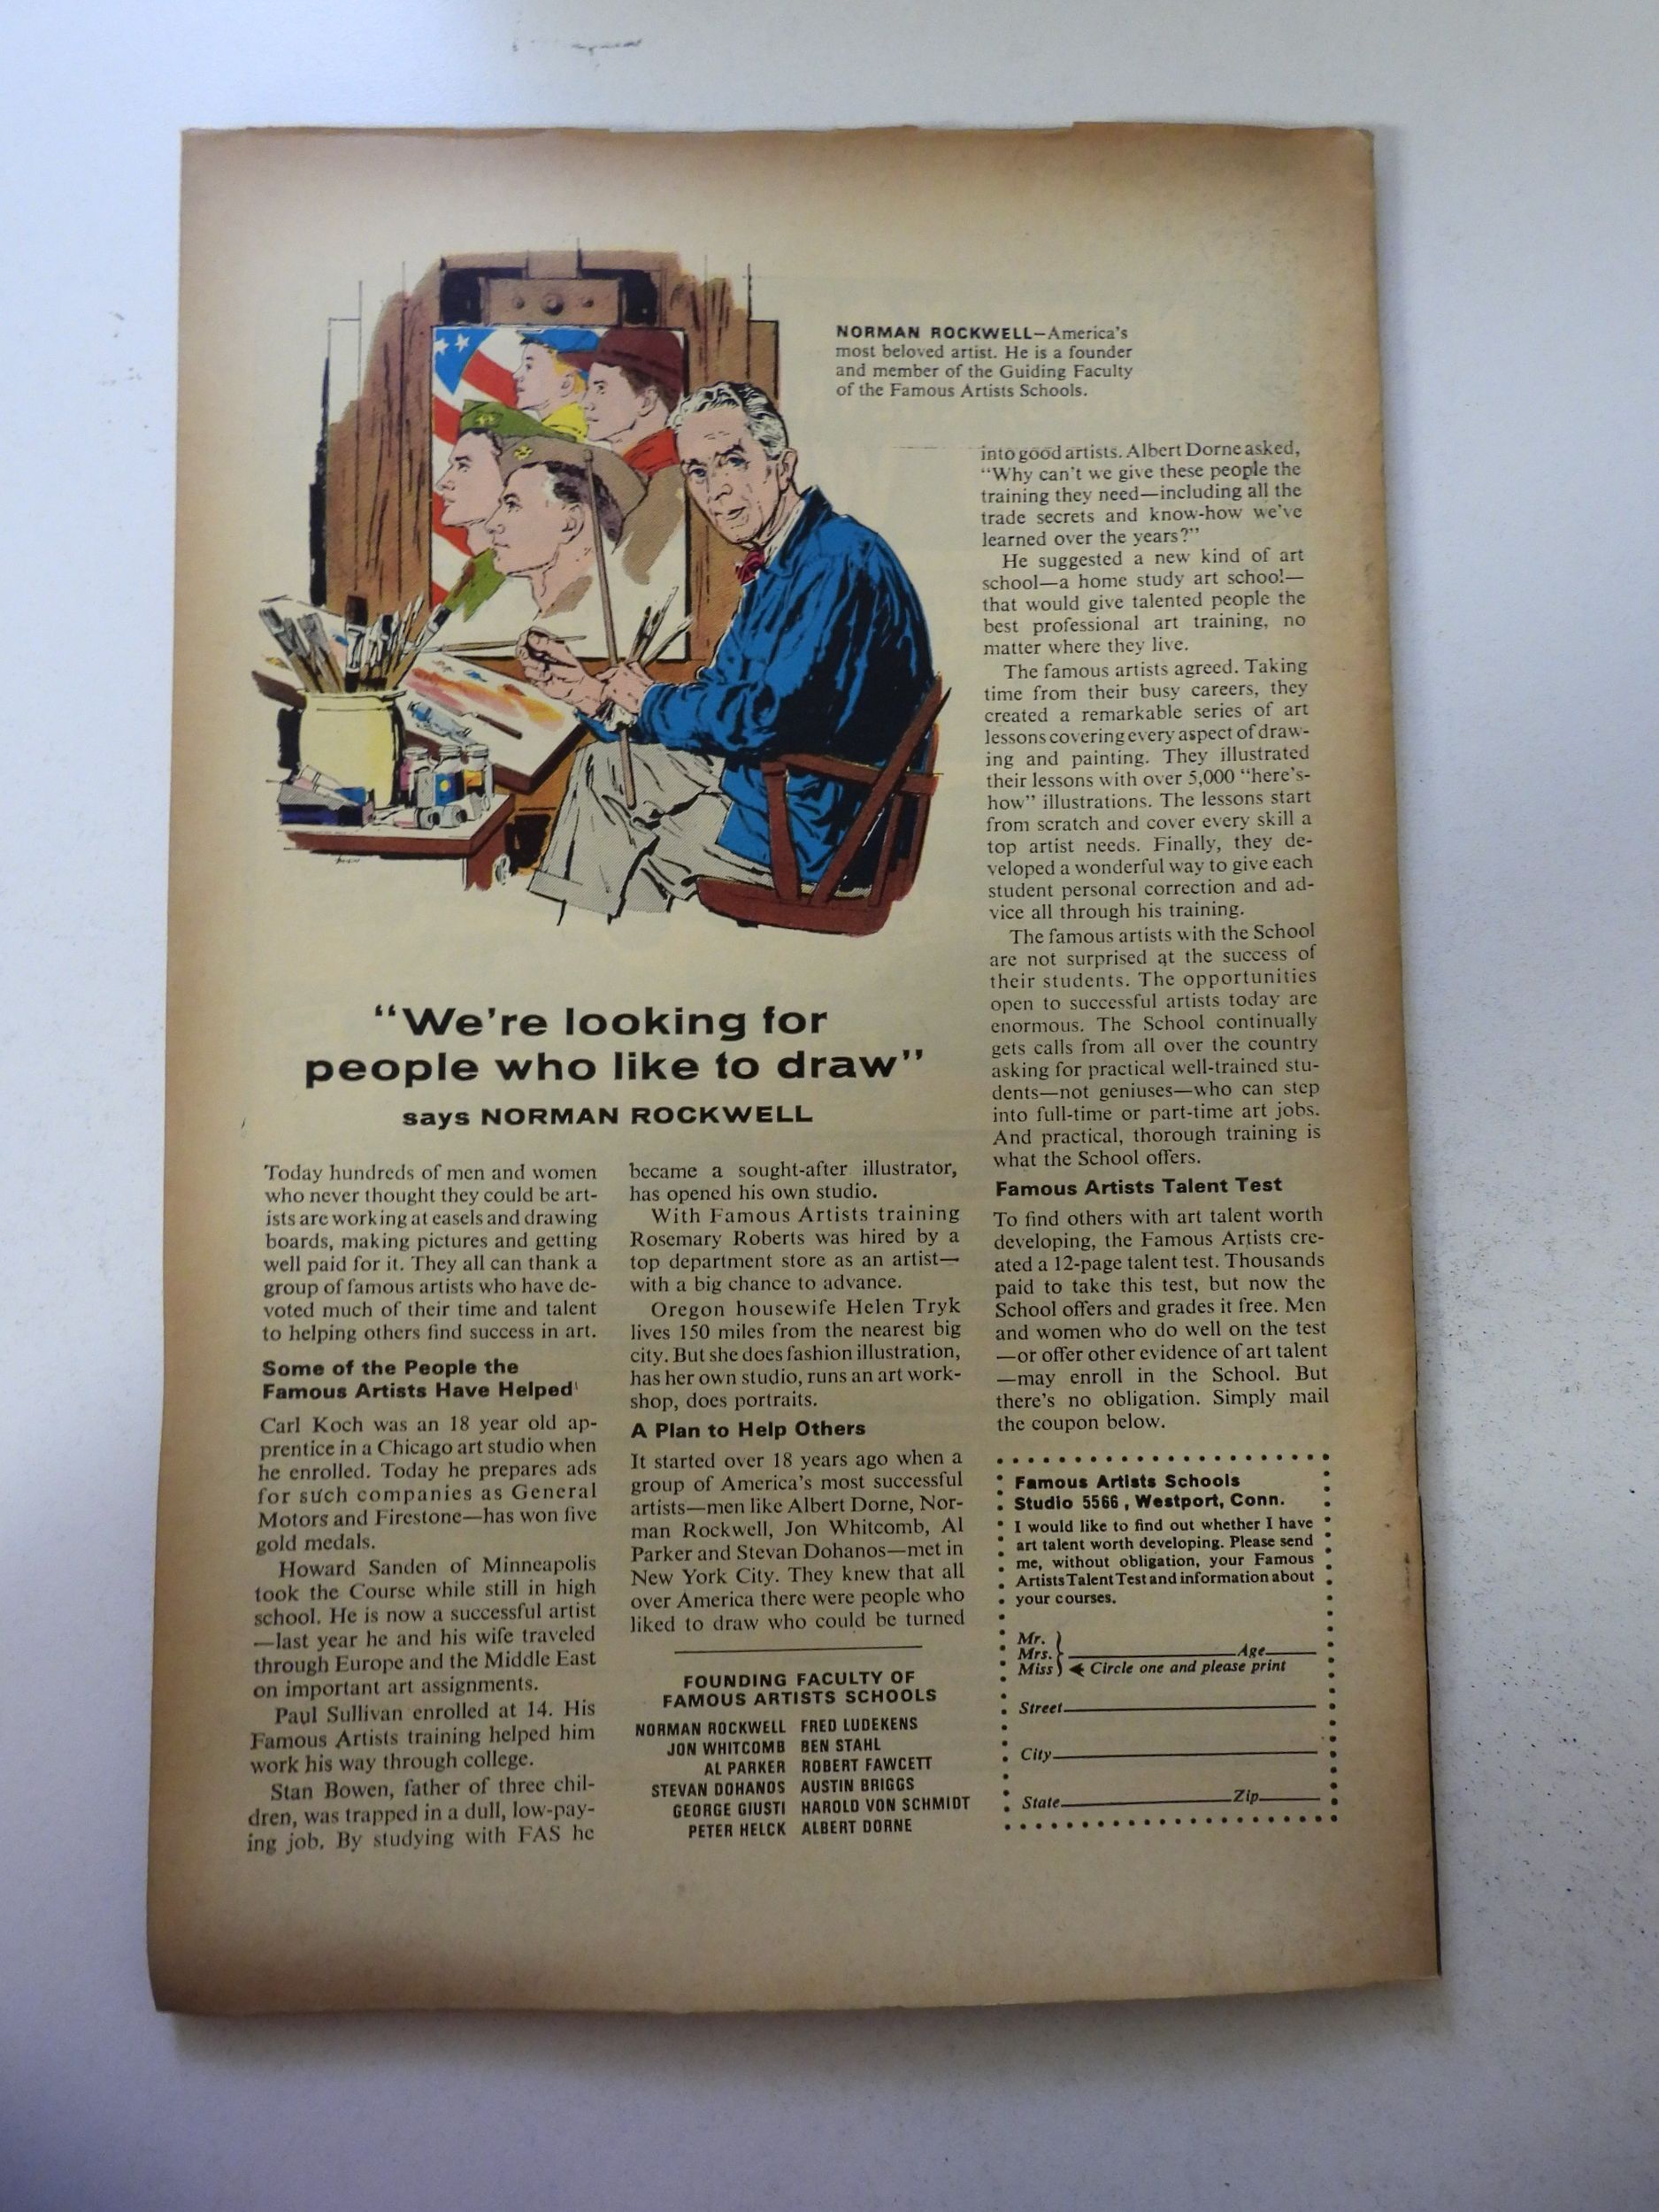 NORMAN ROCKWELL—America's
most beloved artist. He is a founder
and member of the Guiding Faculty
of the Famous Artists Schools.
"We're looking for
people who like to draw"
says NORMAN ROCKWELL
Today hundreds of men and women
who never thought they could be art-
ists are working at easels and drawing
boards, making pictures and getting
well paid for it. They all can thank a
group of famous artists who have de-
voted much of their time and talent
to helping others find success in art.
Some of the People the
Famous Artists Have Helped
Carl Koch was an 18 year old ap-
prentice in a Chicago art studio when
he enrolled. Today he prepares ads
for such companies as General
Motors and Firestone—has won five
gold medals.
Howard Sanden of Minneapolis
took the Course while still in high
school. He is now a successful artist
—last year he and his wife traveled
through Europe and the Middle East
on important art assignments.
Paul Sullivan enrolled at 14. His
Famous Artists training helped him
work his way through college.
Stan Bowen, father of three chil-
dren, was trapped in a dull, low-pay-
ing job. By studying with FAS he
became a sought-after illustrator,
has opened his own studio.
With Famous Artists training
Rosemary Roberts was hired by a
top department store as an artist—
with a big chance to advance.
Oregon housewife Helen Tryk
lives 150 miles from the nearest big
city. But she does fashion illustration,
has her own studio, runs an art work-
shop, does portraits.
A Plan to Help Others
It started over 18 years ago when a
group of America's most successful
artists—men like Albert Dorne, Nor-
man Rockwell, Jon Whitcomb, Al
Parker and Stevan Dohanos—met in
New York City. They knew that all
over America there were people who
liked to draw who could be turned
FOUNDING FACULTY OF
FAMOUS ARTISTS SCHOOLS
NORMAN ROCKWELL FRED LUDEKENS
JON WHITCOMB BEN STAHL
AL PARKER ROBERT FAWCETT
STEVAN DOHANOS AUSTIN BRIGGS
GEORGE GIUSTI HAROLD VON SCHMIDT
PETER HELCK ALBERT DORNE
into good artists. Albert Dorne asked,
"Why can't we give these people the
training they need—including all the
trade secrets and know-how we've
learned over the years?"
He suggested a new kind of art
school—a home study art school—
that would give talented people the
best professional art training, no
matter where they live.
The famous artists agreed. Taking
time from their busy careers, they
created a remarkable series of art
lessons covering every aspect of draw-
ing and painting. They illustrated
their lessons with over 5,000 "here's-
how" illustrations. The lessons start
from scratch and cover every skill a
top artist needs. Finally, they de-
veloped a wonderful way to give each
student personal correction and ad-
vice all through his training.
The famous artists with the School
are not surprised at the success of
their students. The opportunities
open to successful artists today are
enormous. The School continually
gets calls from all over the country
asking for practical well-trained stu-
dents—not geniuses—who can step
into full-time or part-time art jobs.
And practical, thorough training is
what the School offers.
Famous Artists Talent Test
To find others with art talent worth
developing, the Famous Artists cre-
ated a 12-page talent test. Thousands
paid to take this test, but now the
School offers and grades it free. Men
and women who do well on the test
—or offer other evidence of art talent
—may enroll in the School. But
there's no obligation. Simply mail
the coupon below.
Famous Artists Schools
Studio 5566, Westport, Conn.
I would like to find out whether I have
art talent worth developing. Please send
me, without obligation, your Famous
Artists Talent Test and information about
your courses.
Mr.
Mrs. Age
Miss Circle one and please print
Street
City
State Zip